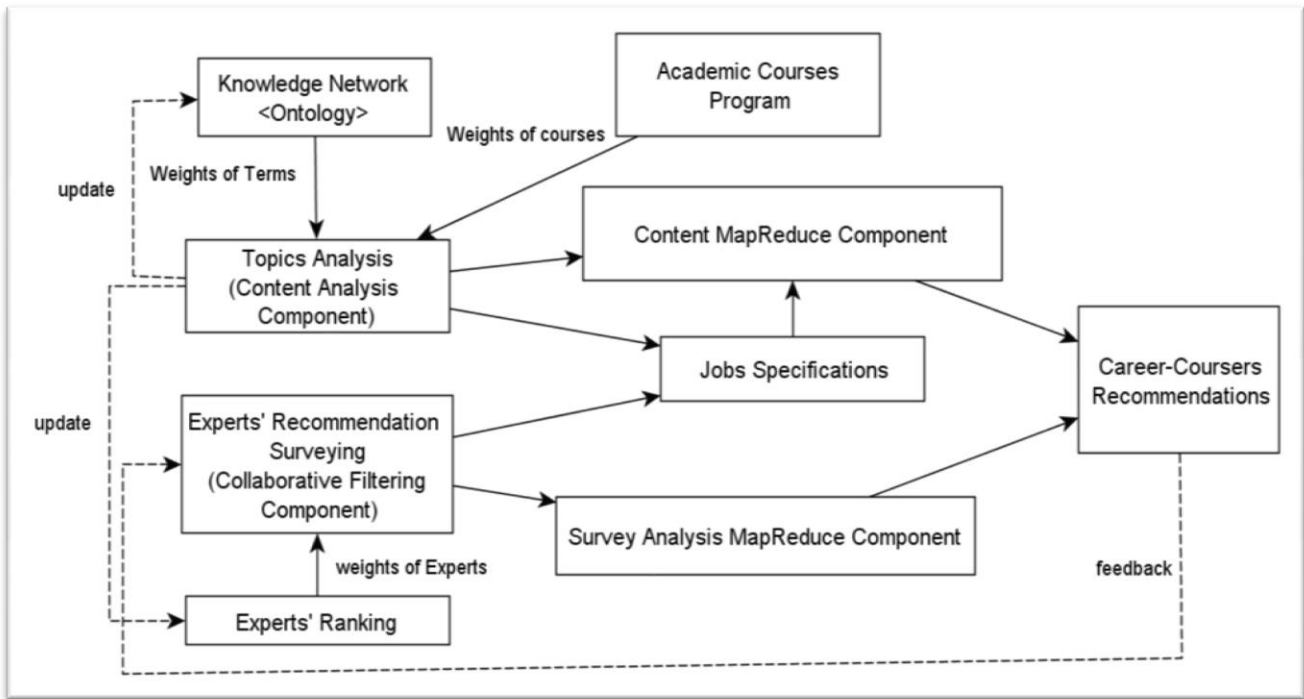 Knowledge Network
<Ontology>
Academic Courses
Program
Weights of courses
Weights of Terms
update
Content MapReduce Component
Topics Analysis
(Content Analysis
Component)
Jobs Specifications
Career-Coursers
Recommendations
update
Experts' Recommendation
Surveying
(Collaborative Filtering
Component)
Survey Analysis MapReduce Component
weights of Experts
feedback
Experts' Ranking